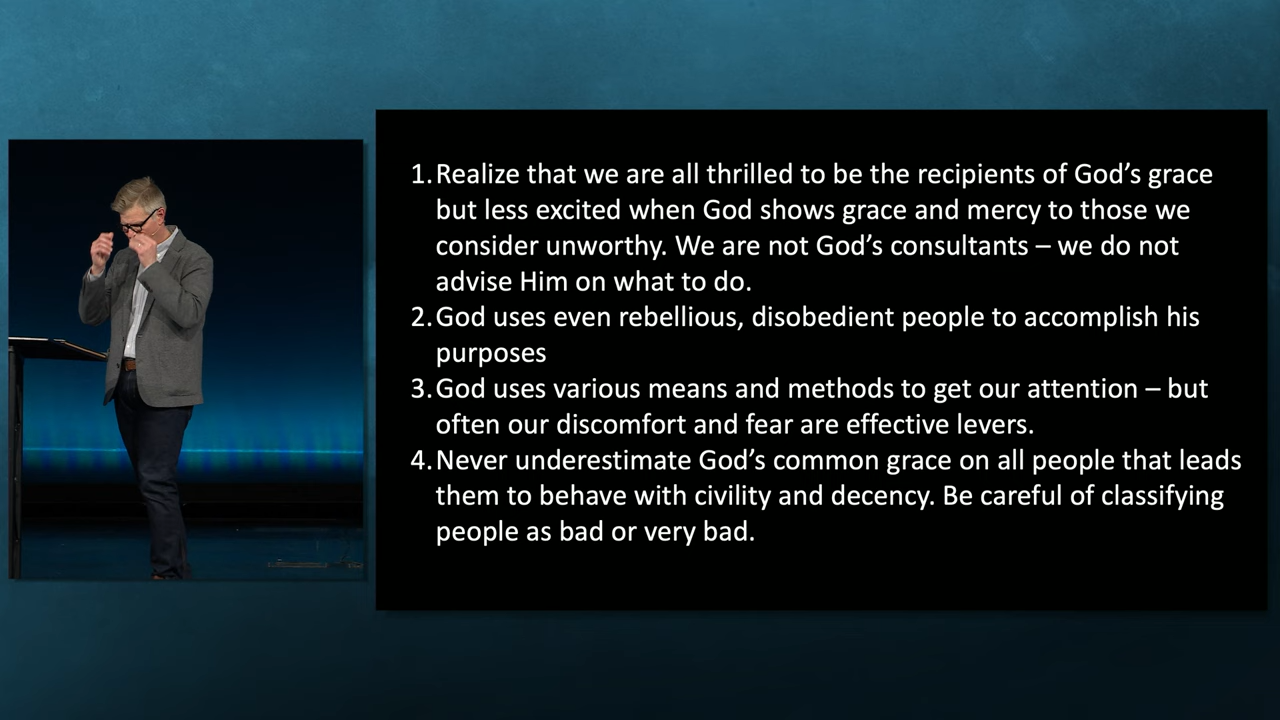 1. Realize that we are all thrilled to be the recipients of God’s grace
but less excited when God shows grace and mercy to those we
consider unworthy. We are not God’s consultants – we do not
advise Him on what to do.
2. God uses even rebellious, disobedient people to accomplish his
purposes
3. God uses various means and methods to get our attention – but
often our discomfort and fear are effective levers.
4. Never underestimate God’s common grace on all people that leads
them to behave with civility and decency. Be careful of classifying
people as bad or very bad.